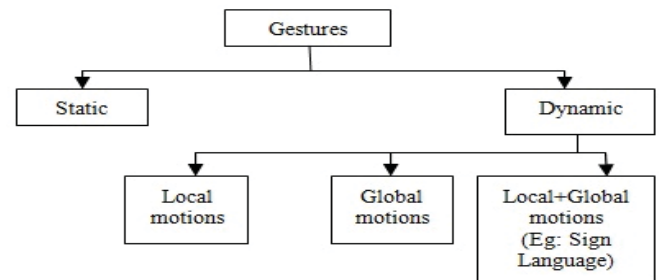 Gestures
Static
Dynamic
Local
motions
Global
motions
Local+Global
motions
(Eg: Sign
Language)